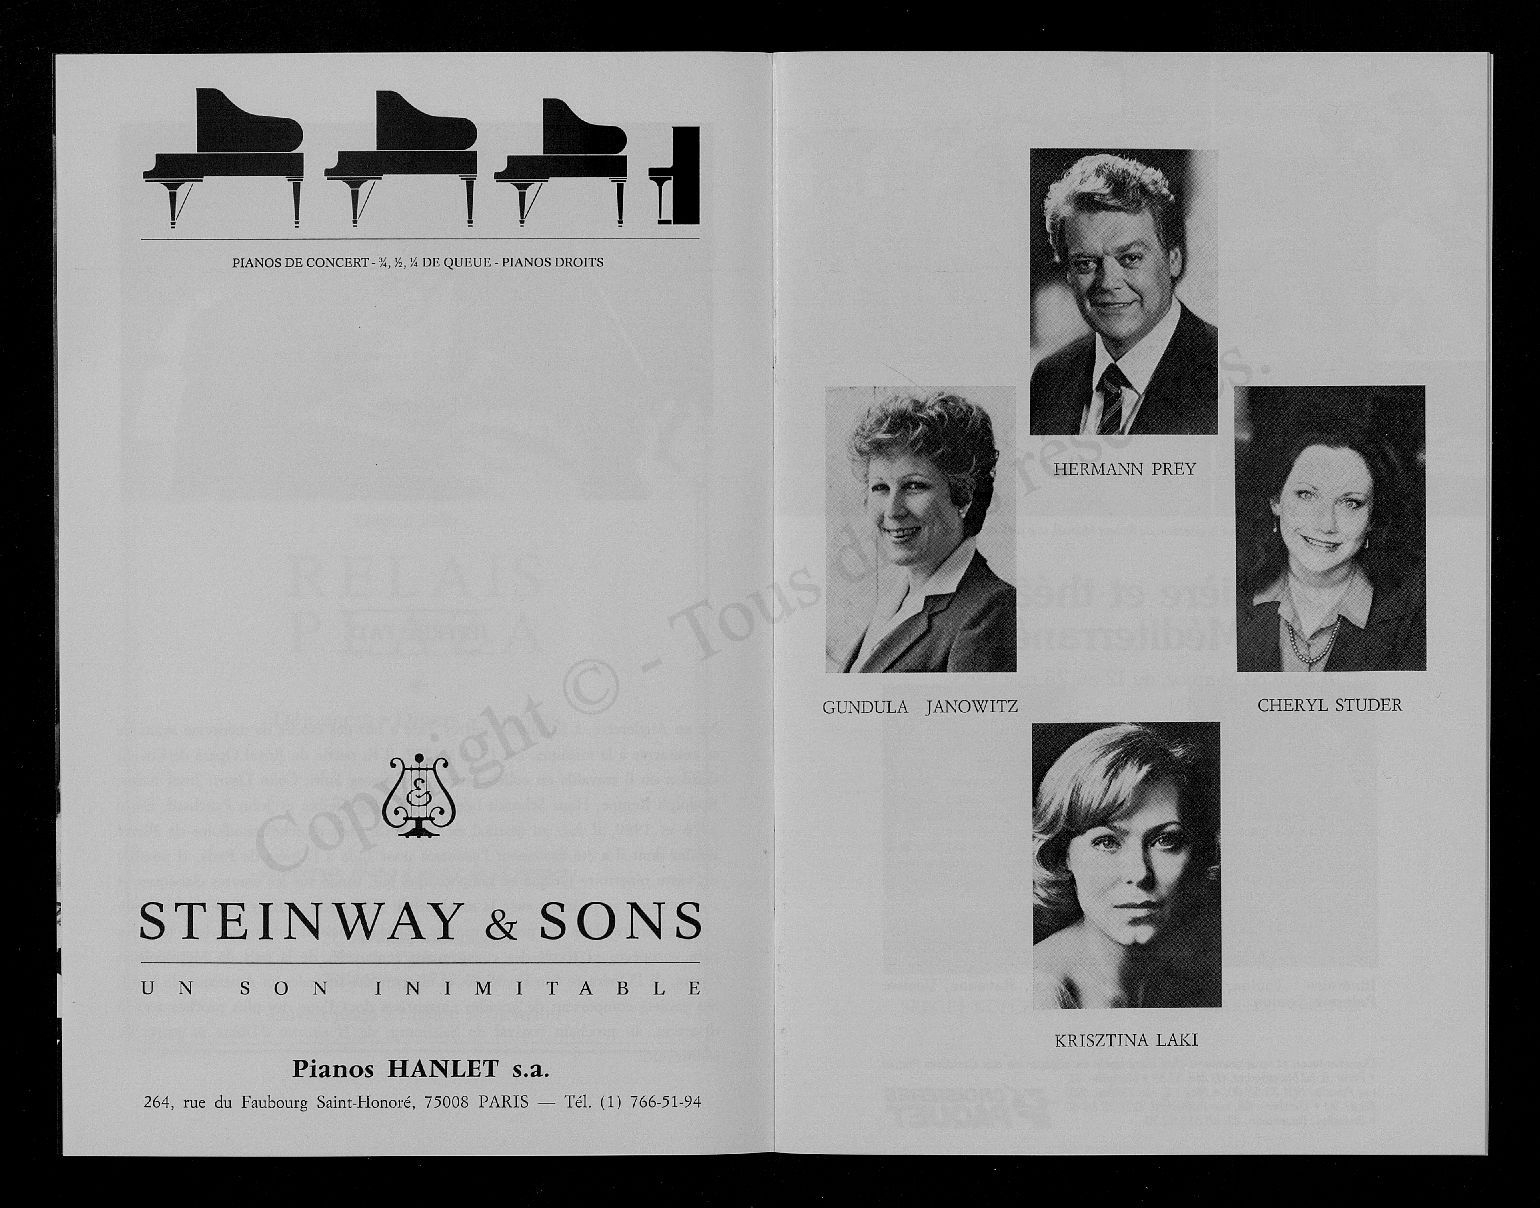 PIANOS DE CONCERT - ¾, ½, ¼ DE QUEUE - PIANOS DROITS
STEINWAY & SONS
UN SON INIMITABLE
Pianos HANLET s.a.
264, rue du Faubourg Saint-Honoré, 75008 PARIS — Tél. (1) 766-51-94
HERMANN PREY
GUNDULA JANOWITZ
CHERYL STUDER
KRISZTINA LAKI
Copyright © - Tous d